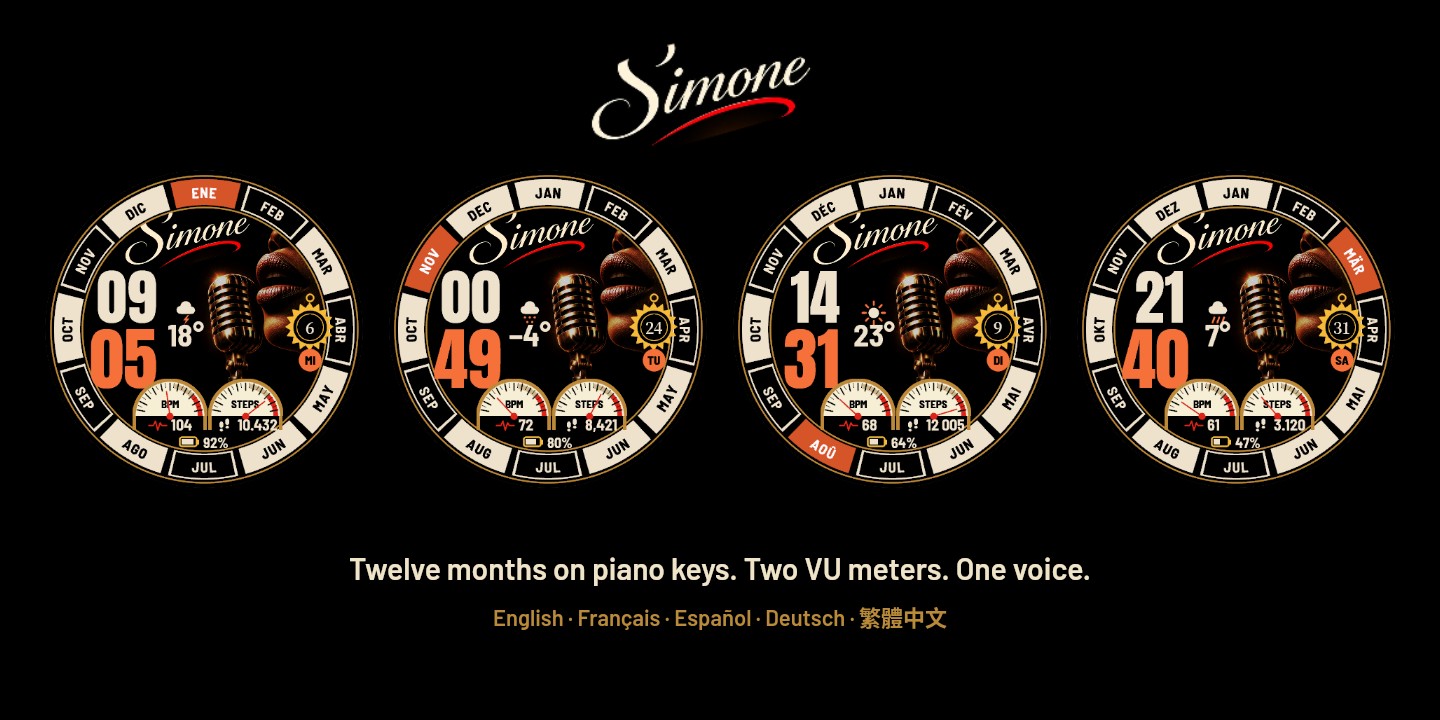 Simone
ENE
FEB
MAR
ABR
MAY
JUN
JUL
AGO
SEP
OCT
NOV
DIC
Simone
09
05
18°
6
MI
BPM
STEPS
104
10.432
92%
JAN
FEB
MAR
APR
MAY
JUN
JUL
AUG
SEP
OCT
NOV
DEC
Simone
00
49
-4°
24
TU
BPM
STEPS
72
8,421
80%
JAN
FÉV
MAR
AVR
MAI
JUN
JUL
AOÛ
SEP
OCT
NOV
DÉC
Simone
14
31
23°
9
DI
BPM
STEPS
68
12 005
64%
JAN
FEB
MÄR
APR
MAI
JUN
JUL
AUG
SEP
OKT
NOV
DEZ
Simone
21
40
7°
31
SA
BPM
STEPS
61
3.120
47%
Twelve months on piano keys. Two VU meters. One voice.
English · Français · Español · Deutsch · 繁體中文